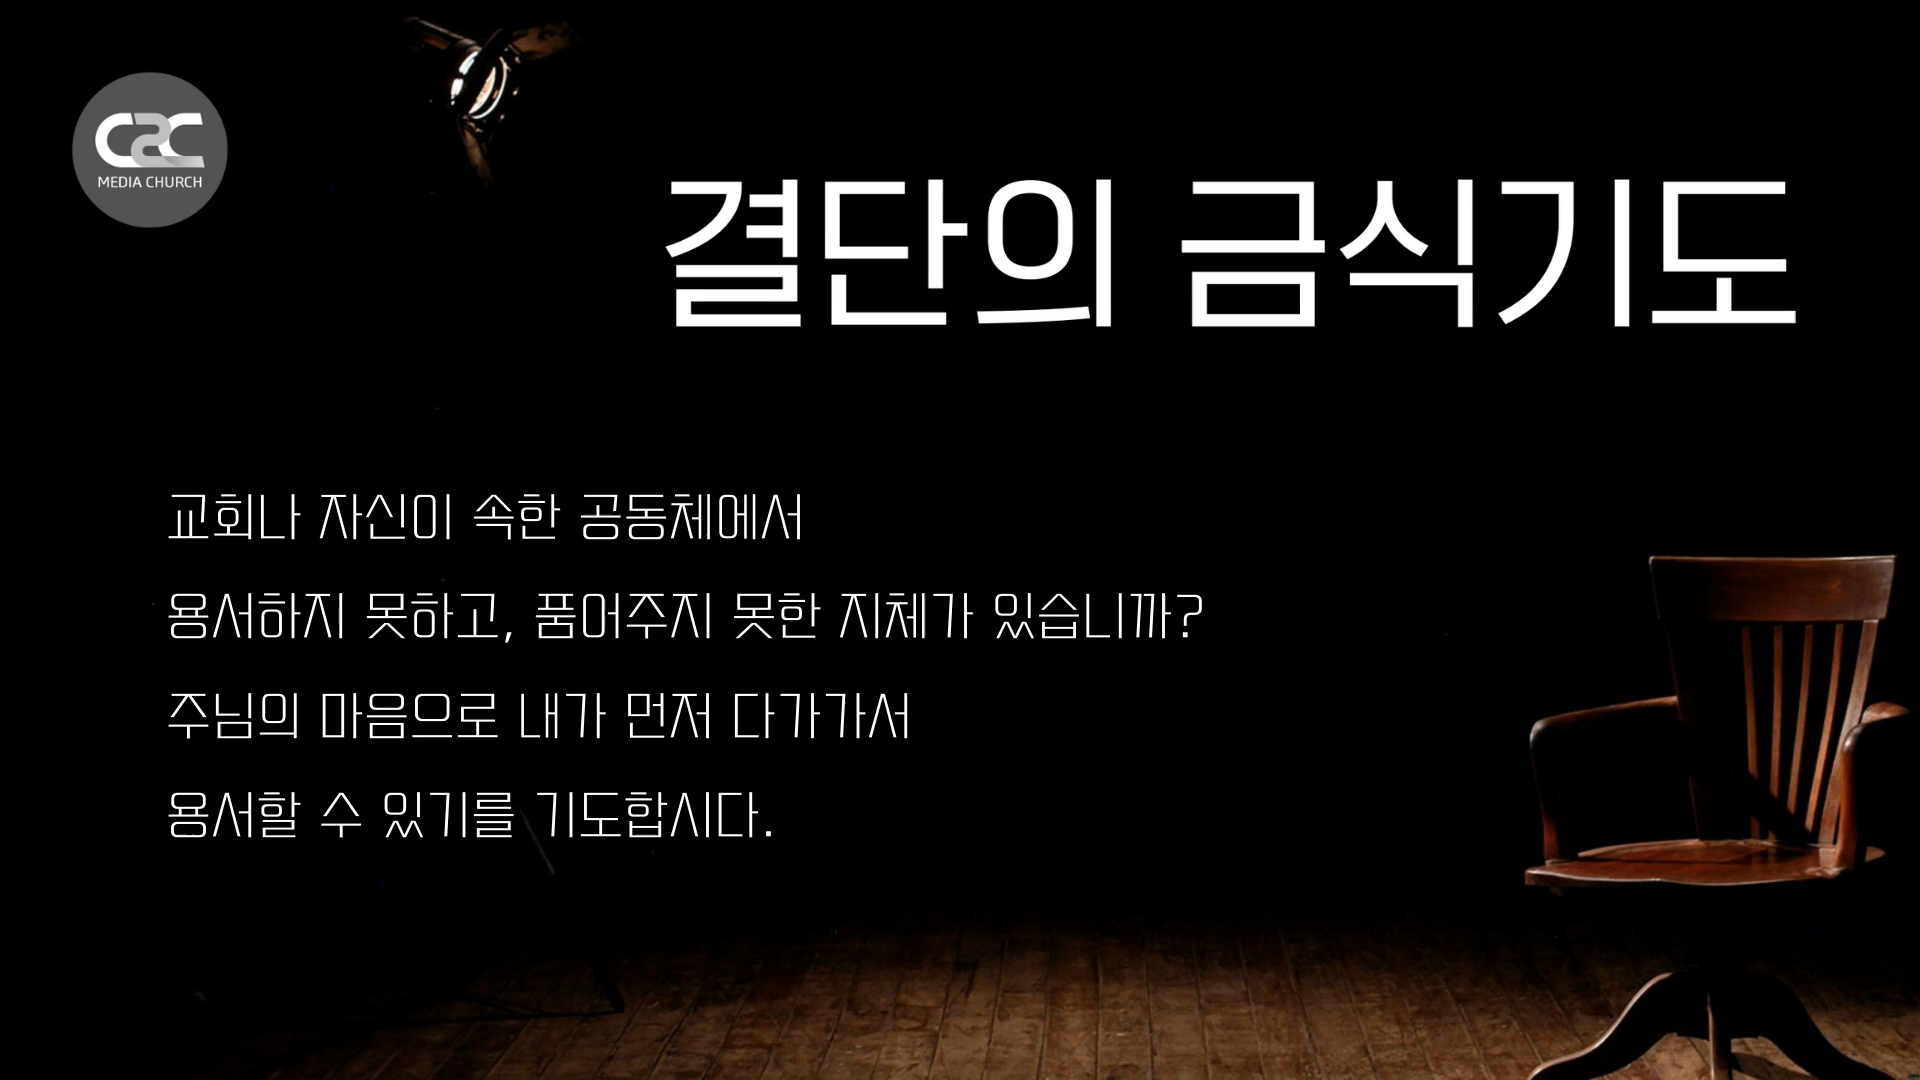 C2C
MEDIA CHURCH
결단의 금식기도
교회나 자신이 속한 공동체에서
용서하지 못하고, 품어주지 못한 지체가 있습니까?
주님의 마음으로 내가 먼저 다가가서
용서할 수 있기를 기도합시다.